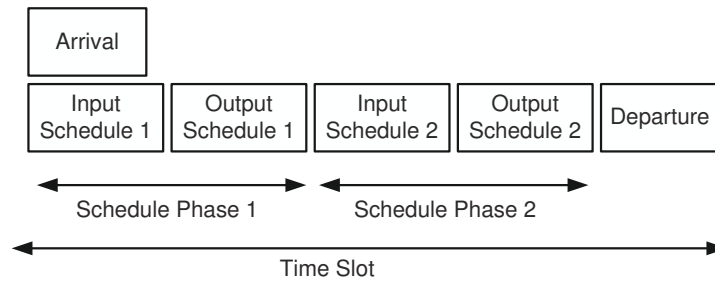 Arrival
Input
Schedule 1
Output
Schedule 1
Input
Schedule 2
Output
Schedule 2
Departure
Schedule Phase 1
Schedule Phase 2
Time Slot